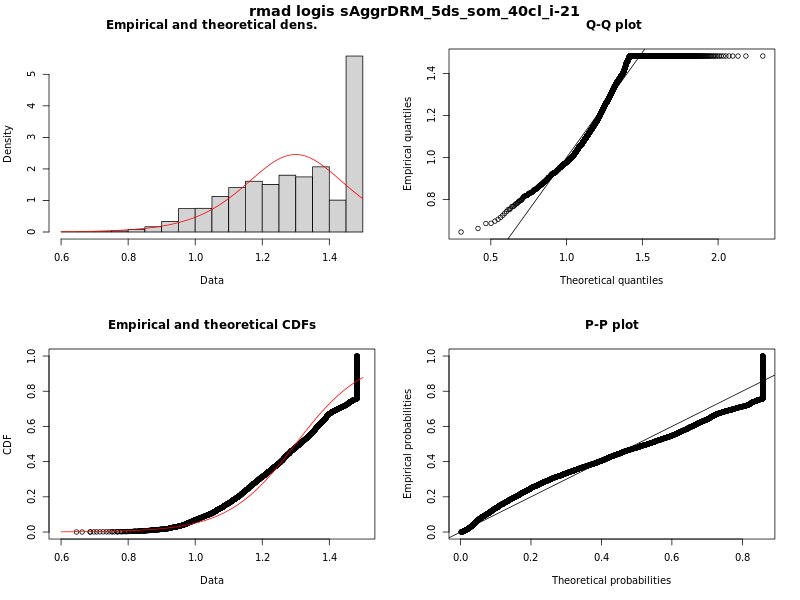 rmad logis sAggrDRM_5ds_som_40cl_i-21
Empirical and theoretical dens.
Density
0 1 2 3 4 5
0.6 0.8 1.0 1.2 1.4
Data
Q-Q plot
Empirical quantiles
0.8 1.0 1.2 1.4
0.5 1.0 1.5 2.0
Theoretical quantiles
Empirical and theoretical CDFs
CDF
0.0 0.2 0.4 0.6 0.8 1.0
0.6 0.8 1.0 1.2 1.4
Data
P-P plot
Empirical probabilities
0.0 0.2 0.4 0.6 0.8 1.0
0.0 0.2 0.4 0.6 0.8
Theoretical probabilities